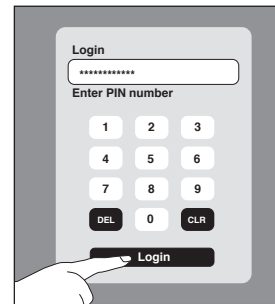 Login
************
Enter PIN number
1 2 3
4 5 6
7 8 9
DEL 0 CLR
Login